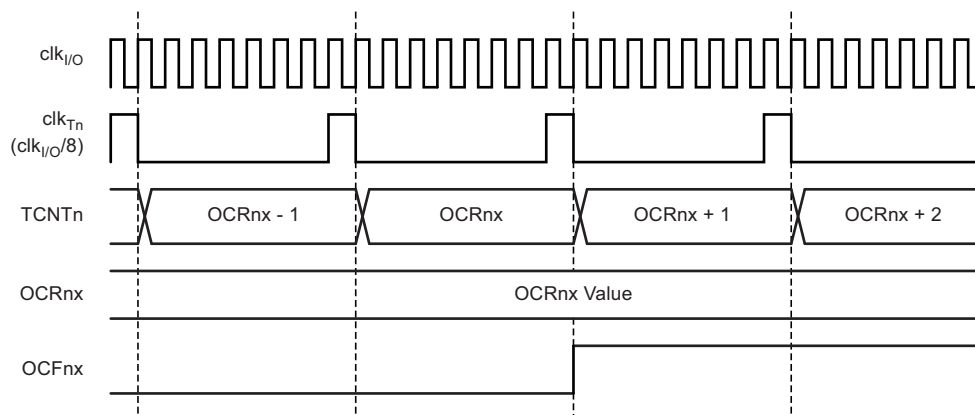 clkI/O
clkTn
(clkI/O/8)
TCNTn
OCRnx - 1
OCRnx
OCRnx + 1
OCRnx + 2
OCRnx
OCRnx Value
OCFnx